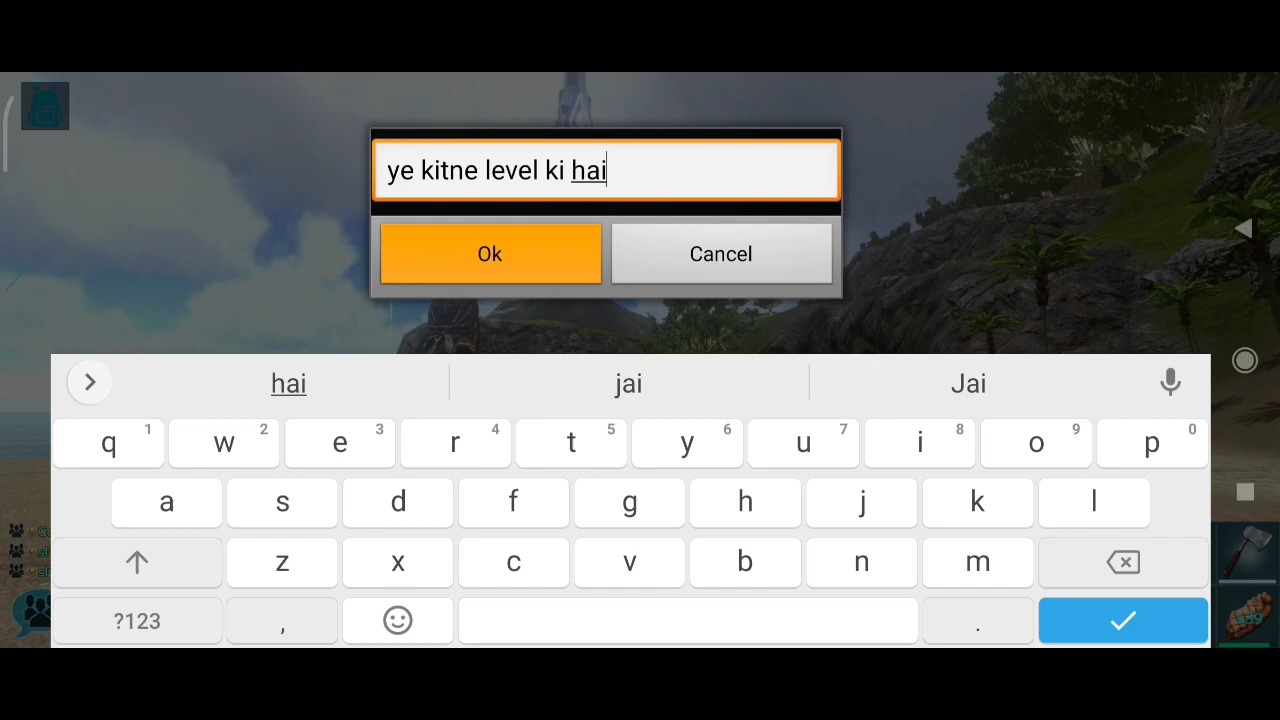 ye kitne level ki hai
Ok Cancel
hai jai Jai
q 1 w 2 e 3 r 4 t 5 y 6 u 7 i 8 o 9 p 0
a s d f g h j k l
z x c v b n m
?123 , .